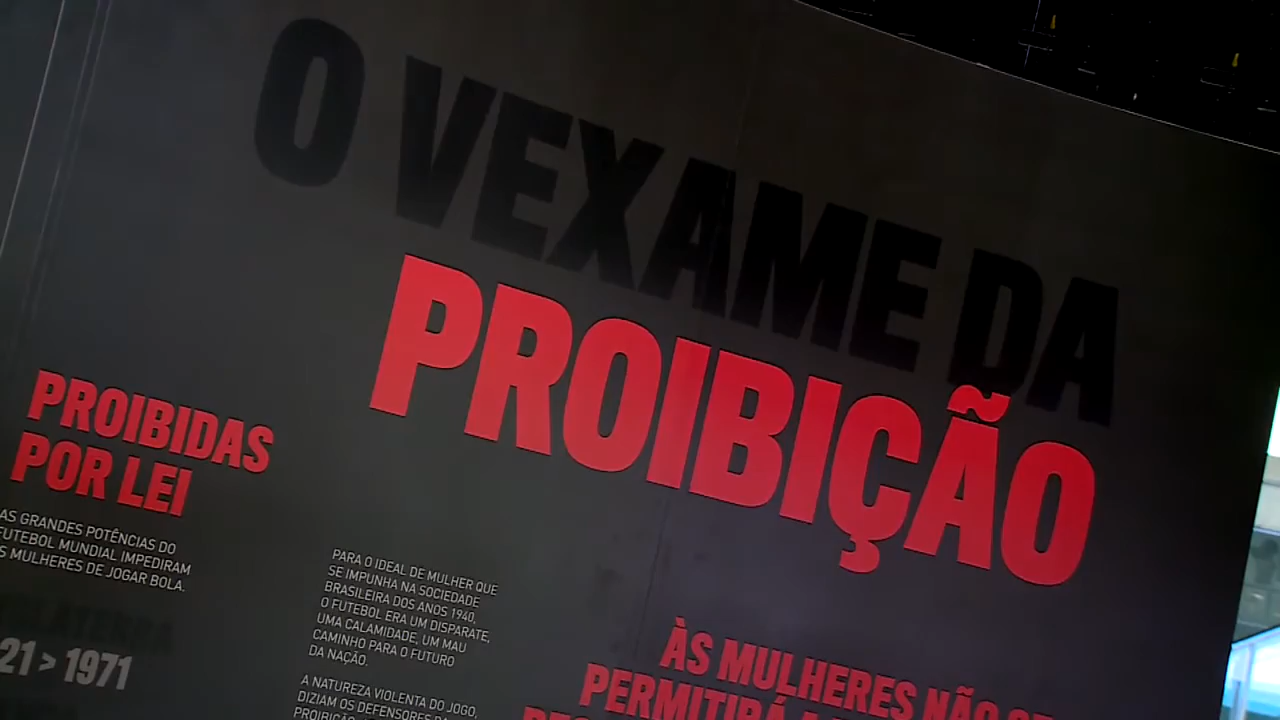 O VEXAME DA
PROIBIÇÃO
PROIBIDAS
POR LEI
AS GRANDES POTÊNCIAS DO
FUTEBOL MUNDIAL IMPEDIRAM
S MULHERES DE JOGAR BOLA.
21 > 1971
PARA O IDEAL DE MULHER QUE
SE IMPUNHA NA SOCIEDADE
BRASILEIRA DOS ANOS 1940,
O FUTEBOL ERA UM DISPARATE,
UMA CALAMIDADE, UM MAU
CAMINHO PARA O FUTURO
DA NAÇÃO.
A NATUREZA VIOLENTA DO JOGO,
DIZIAM OS DEFENSORES DA
ÀS MULHERES NÃO SE
PERMITIRÁ